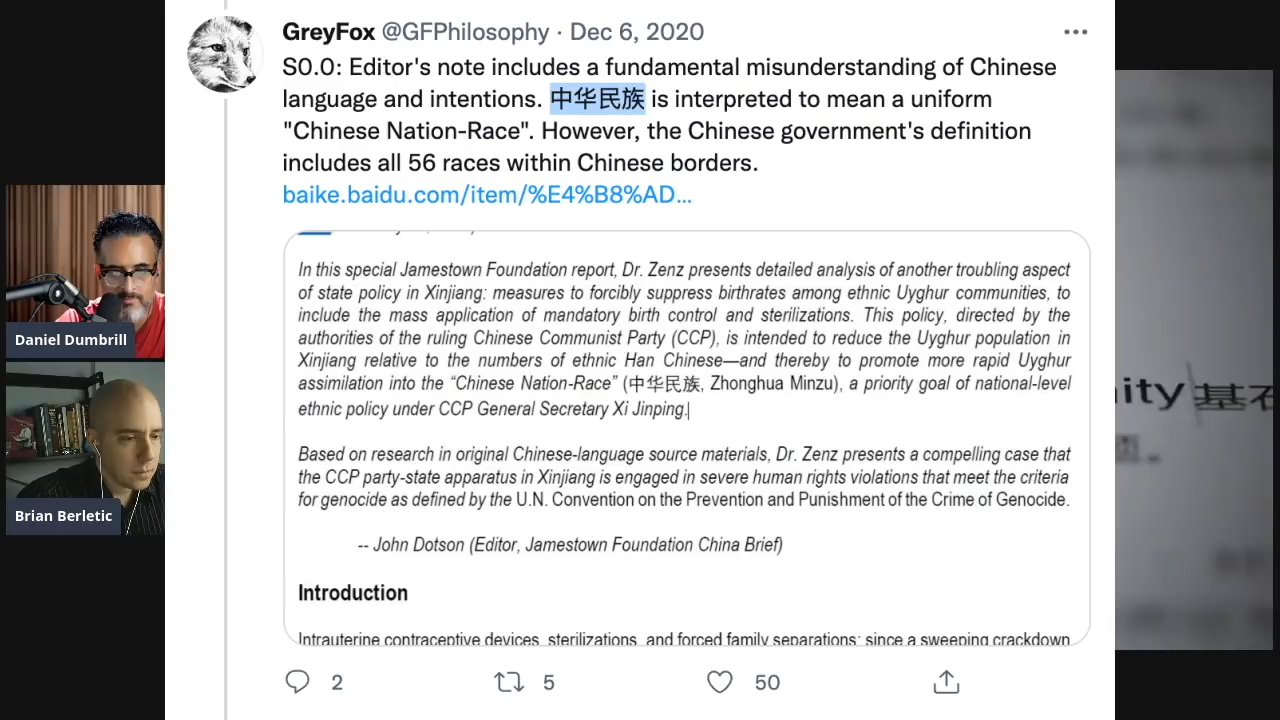 GreyFox @GFPhilosophy · Dec 6, 2020
S0.0: Editor's note includes a fundamental misunderstanding of Chinese
language and intentions. 中华民族 is interpreted to mean a uniform
"Chinese Nation-Race". However, the Chinese government's definition
includes all 56 races within Chinese borders.
baike.baidu.com/item/%E4%B8%AD…
In this special Jamestown Foundation report, Dr. Zenz presents detailed analysis of another troubling aspect
of state policy in Xinjiang: measures to forcibly suppress birthrates among ethnic Uyghur communities, to
include the mass application of mandatory birth control and sterilizations. This policy, directed by the
authorities of the ruling Chinese Communist Party (CCP), is intended to reduce the Uyghur population in
Xinjiang relative to the numbers of ethnic Han Chinese—and thereby to promote more rapid Uyghur
assimilation into the “Chinese Nation-Race” (中华民族, Zhonghua Minzu), a priority goal of national-level
ethnic policy under CCP General Secretary Xi Jinping.
Based on research in original Chinese-language source materials, Dr. Zenz presents a compelling case that
the CCP party-state apparatus in Xinjiang is engaged in severe human rights violations that meet the criteria
for genocide as defined by the U.N. Convention on the Prevention and Punishment of the Crime of Genocide.
-- John Dotson (Editor, Jamestown Foundation China Brief)
Introduction
Intrauterine contraceptive devices, sterilizations, and forced family separations: since a sweeping crackdown
2 5 50
Daniel Dumbrill
Brian Berletic